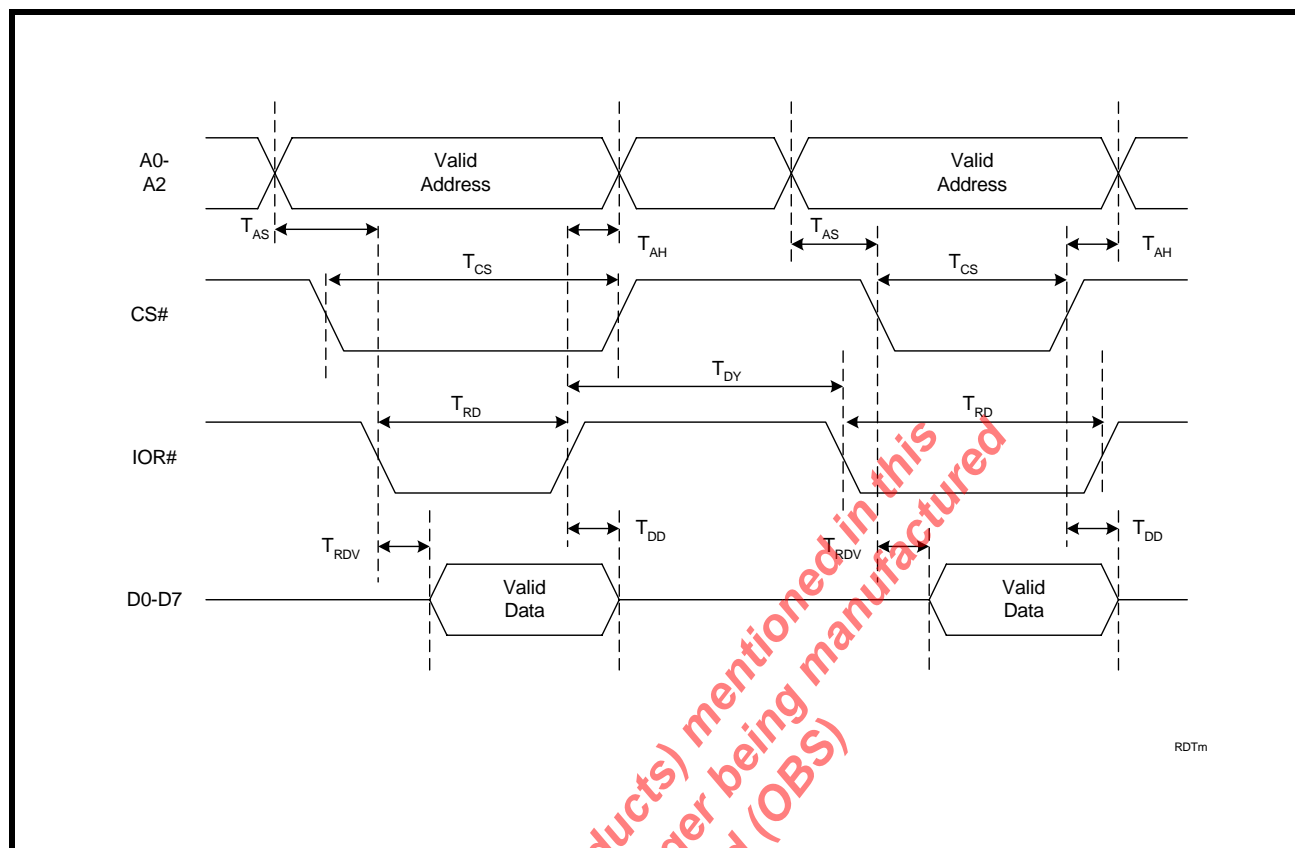 A0-
A2
Valid
Address
Valid
Address
TAS
TAH
TAS
TAH
TCS
TCS
CS#
TDY
TRD
TRD
IOR#
TDD
TDD
TRDV
TRDV
D0-D7
Valid
Data
Valid
Data
RDTm
ducts) mentioned in this
ger being manufactured
(OBS)